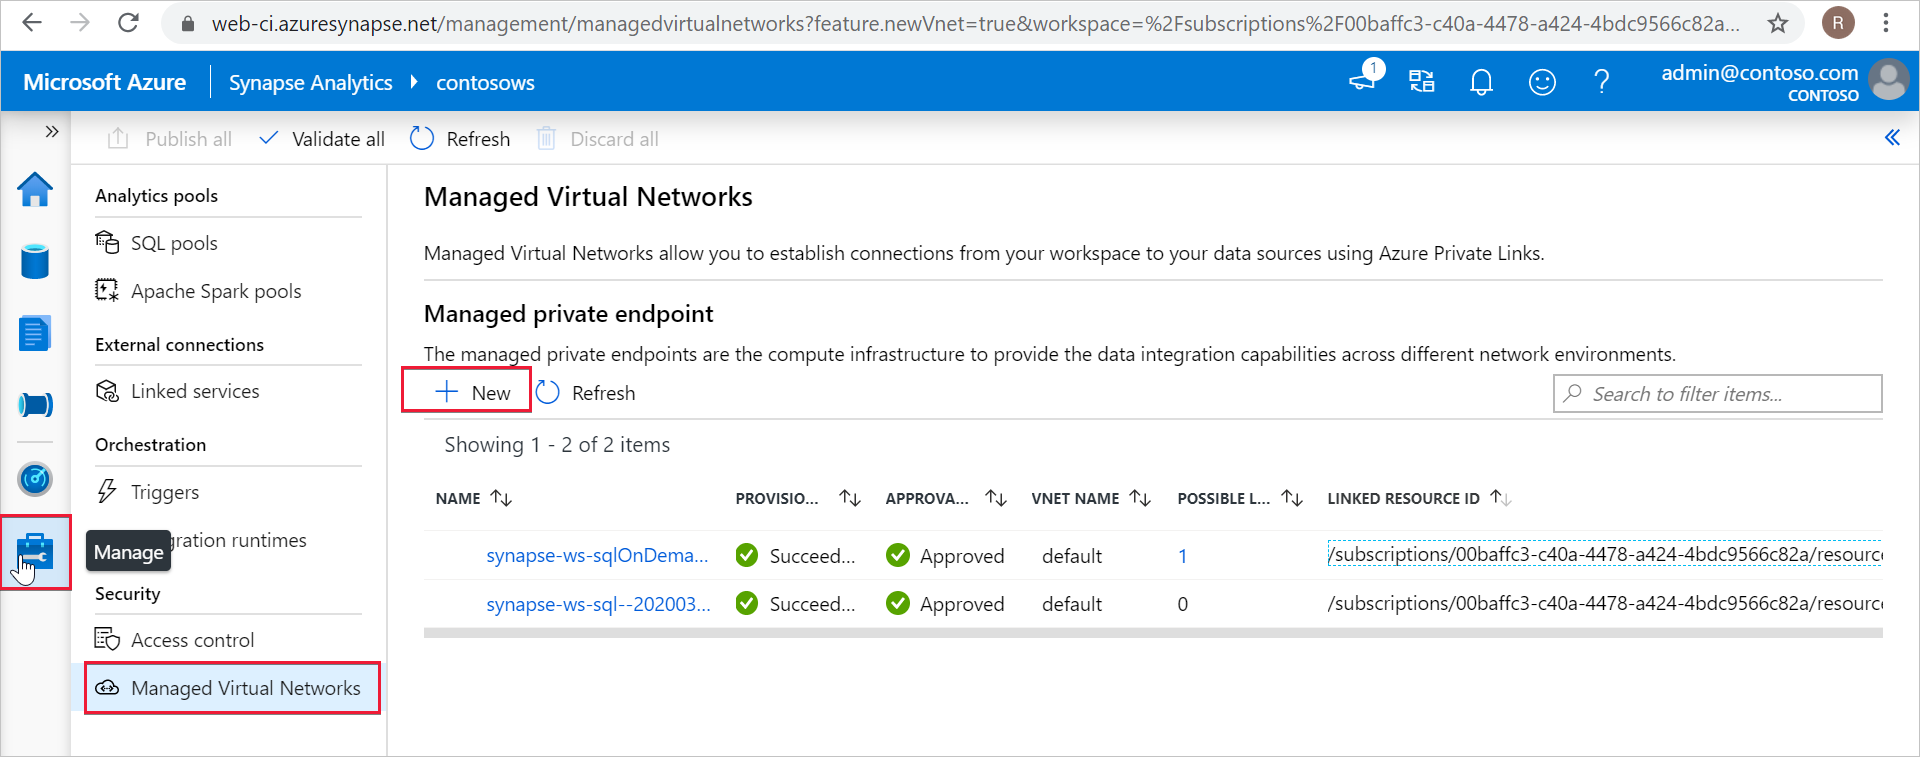 web-ci.azuresynapse.net/management/managedvirtualnetworks?feature.newVnet=true&workspace=%2Fsubscriptions%2F00baffc3-c40a-4478-a424-4bdc9566c82a... R
Microsoft Azure Synapse Analytics contosows 1 ? admin@contoso.com
CONTOSO
Publish all Validate all Refresh Discard all
Analytics pools
SQL pools
Apache Spark pools
External connections
Linked services
Orchestration
Triggers
gration runtimes
Manage
Security
Access control
Managed Virtual Networks
Managed Virtual Networks
Managed Virtual Networks allow you to establish connections from your workspace to your data sources using Azure Private Links.
Managed private endpoint
The managed private endpoints are the compute infrastructure to provide the data integration capabilities across different network environments.
New Refresh Search to filter items...
Showing 1 - 2 of 2 items
NAME PROVISIO... APPROVA... VNET NAME POSSIBLE L... LINKED RESOURCE ID
synapse-ws-sqlOnDema... Succeed... Approved default 1 /subscriptions/00baffc3-c40a-4478-a424-4bdc9566c82a/resourc
synapse-ws-sql--202003... Succeed... Approved default 0 /subscriptions/00baffc3-c40a-4478-a424-4bdc9566c82a/resourc